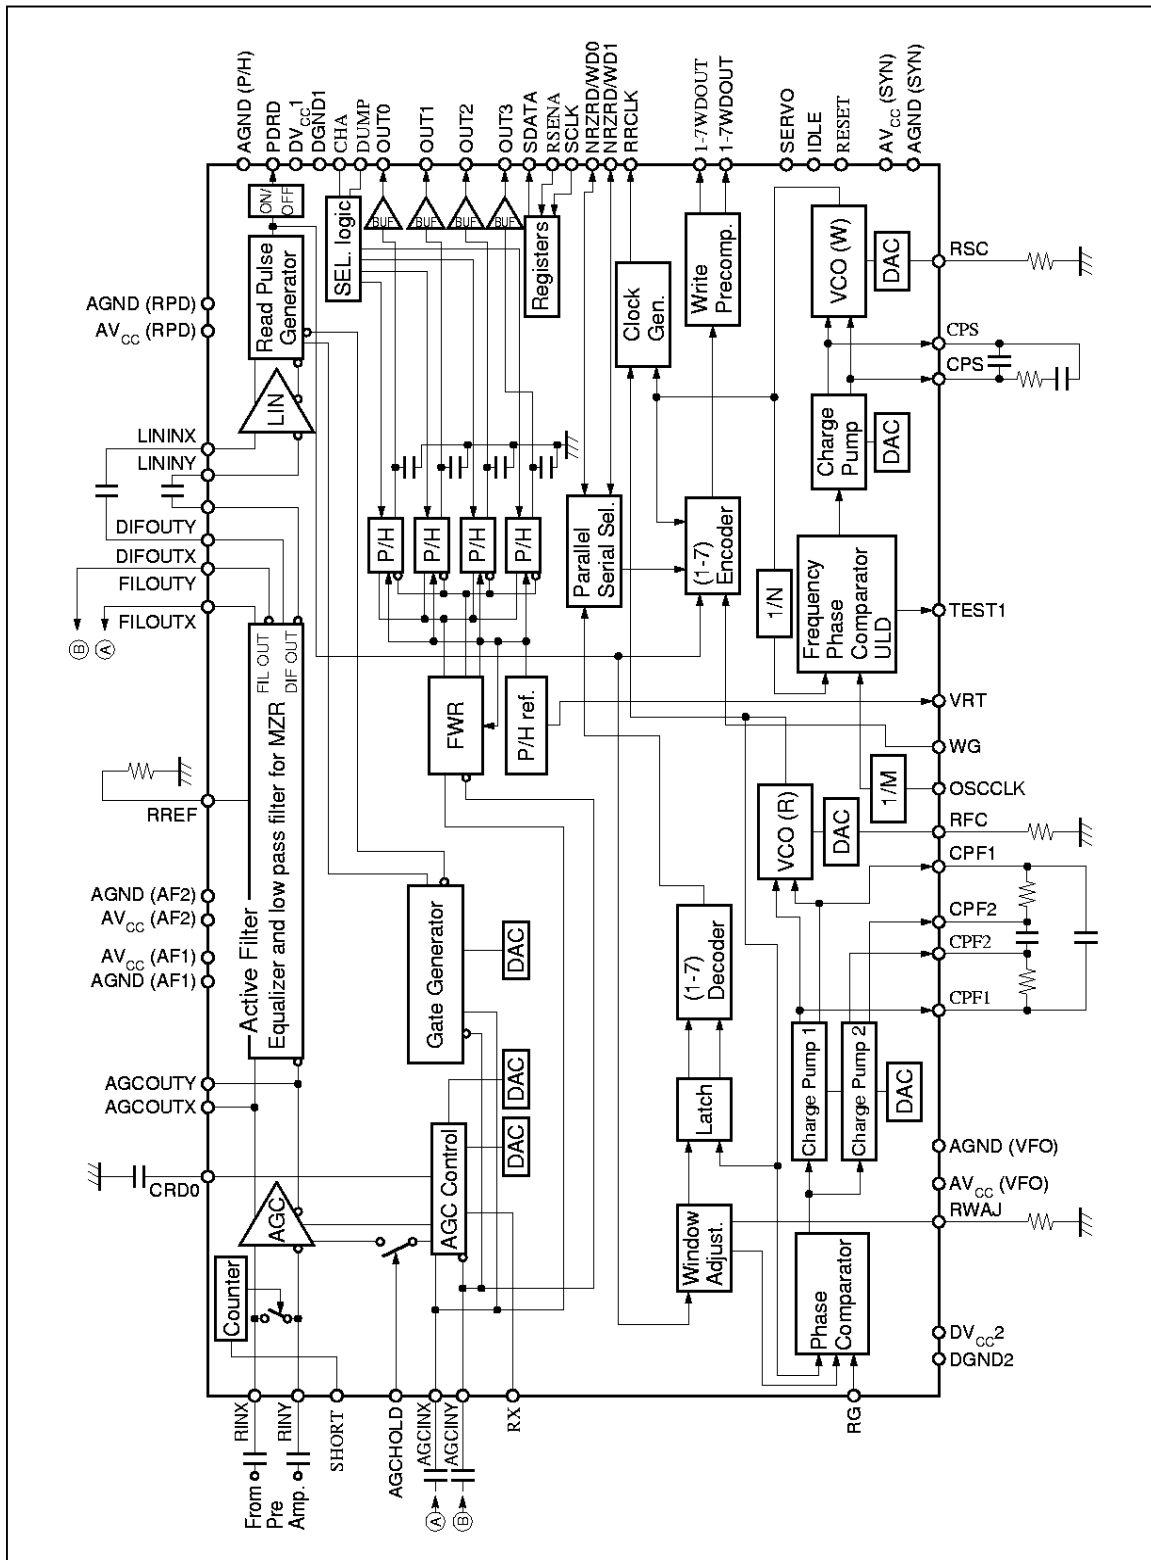 AGND (P/H)
PDRD
DVCC1
DGND1
CHA
DUMP
OUT0
OUT1
OUT2
OUT3
SDATA
RSENA
SCLK
NRZRD/WD0
NRZRD/WD1
RRCLK
1-7WDOUT
1-7WDOUT
SERVO
IDLE
RESET
AVCC (SYN)
AGND (SYN)
ON/
OFF
SEL. logic
BUF
BUF
BUF
BUF
Registers
Read Pulse
Generator
LIN
Clock
Gen.
Write
Precomp.
VCO (W)
DAC
RSC
CPS
CPS
AGND (RPD)
AVCC (RPD)
LININX
LININY
DIFOUTY
DIFOUTX
FILOUTY
FILOUTX
B
A
P/H
P/H
P/H
P/H
Parallel
Serial Sel.
(1-7)
Encoder
Charge
Pump
DAC
1/N
Frequency
Phase
Comparator
ULD
TEST1
VRT
WG
OSCCLK
RFC
CPF1
CPF2
CPF2
CPF1
FIL OUT
DIF OUT
Active Filter
Equalizer and low pass filter for MZR
FWR
P/H ref.
VCO (R)
DAC
1/M
RREF
AGND (AF2)
AVCC (AF2)
AVCC (AF1)
AGND (AF1)
Gate Generator
DAC
(1-7)
Decoder
Charge Pump 1
Charge Pump 2
DAC
AGCOUTY
AGCOUTX
CRD0
AGC
AGC Control
DAC
DAC
Latch
Counter
Window
Adjust.
Phase
Comparator
AGND (VFO)
AVCC (VFO)
RWAJ
DVCC2
DGND2
RINX
RINY
SHORT
AGCHOLD
AGCINX
AGCINY
RX
RG
From
Pre
Amp.
A
B